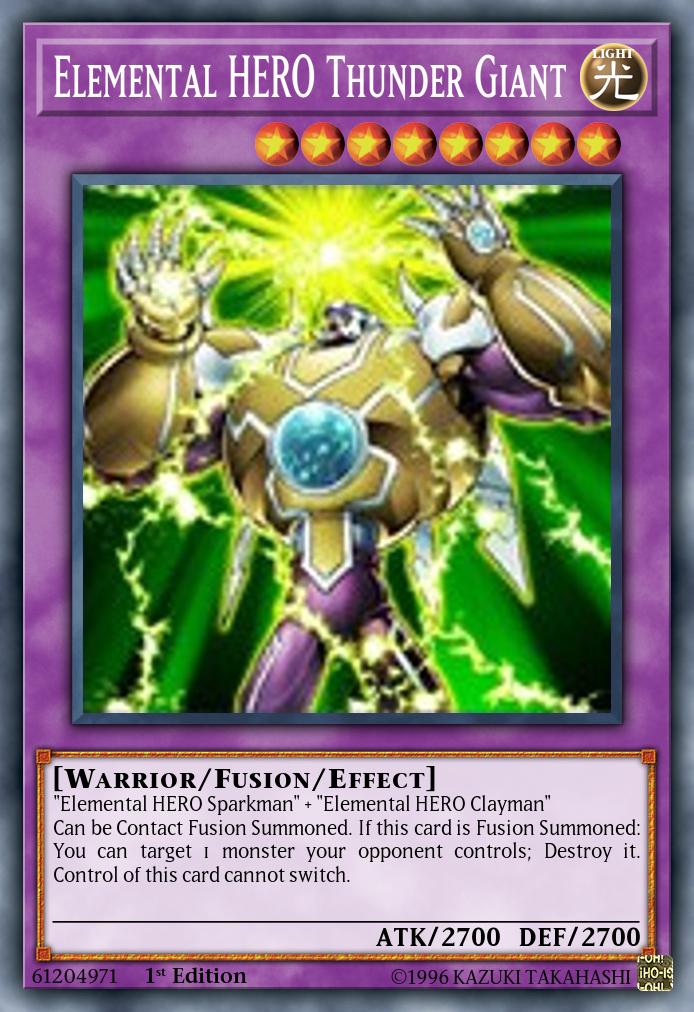 Elemental HERO Thunder Giant
LIGHT
光
[Warrior/Fusion/Effect]
"Elemental HERO Sparkman" + "Elemental HERO Clayman"
Can be Contact Fusion Summoned. If this card is Fusion Summoned:
You can target 1 monster your opponent controls; Destroy it.
Control of this card cannot switch.
ATK/2700 DEF/2700
61204971 1st Edition ©1996 KAZUKI TAKAHASHI